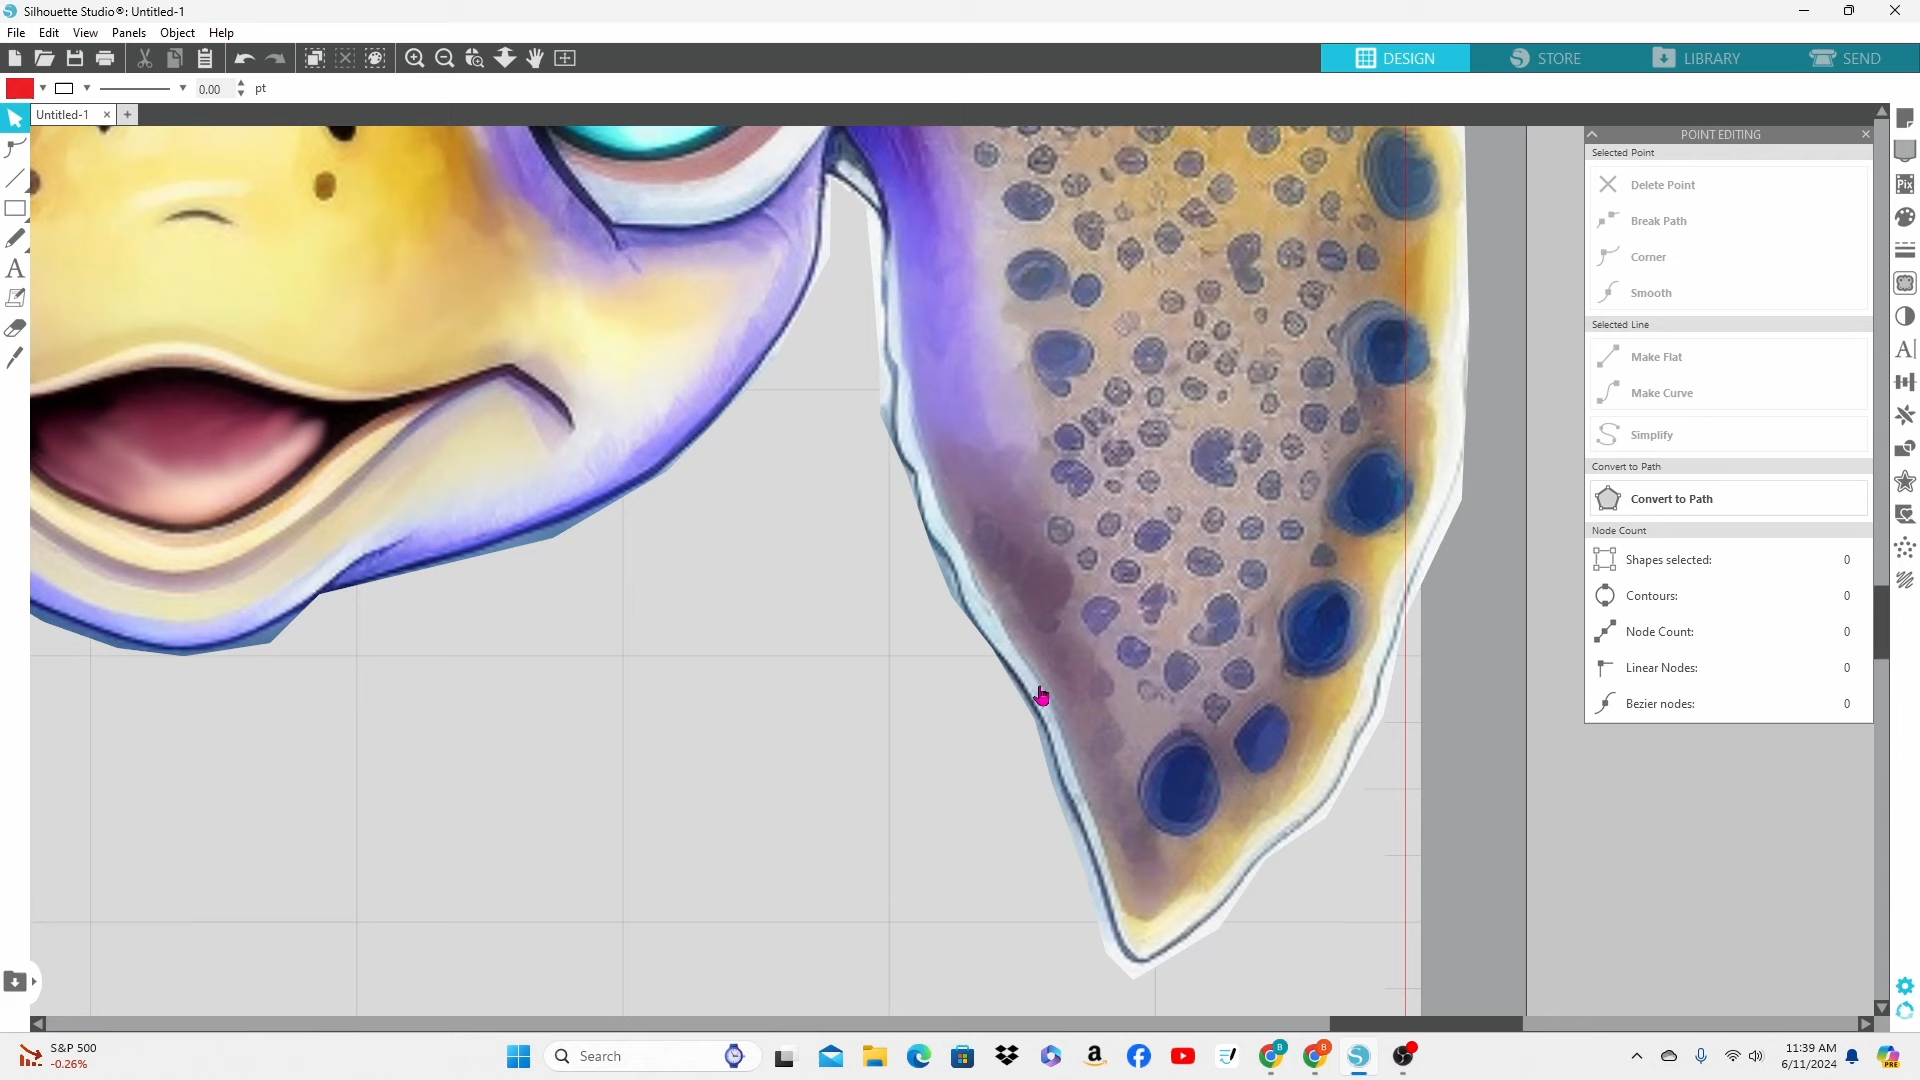 Silhouette Studio®: Untitled-1
File Edit View Panels Object Help
DESIGN STORE LIBRARY SEND
0.00 pt
Untitled-1
POINT EDITING
Selected Point
Delete Point
Break Path
Corner
Smooth
Selected Line
Make Flat
Make Curve
Simplify
Convert to Path
Convert to Path
Node Count
Shapes selected: 0
Contours: 0
Node Count: 0
Linear Nodes: 0
Bezier nodes: 0
Pix
S&P 500
-0.26%
Search
11:39 AM
6/11/2024
PRE